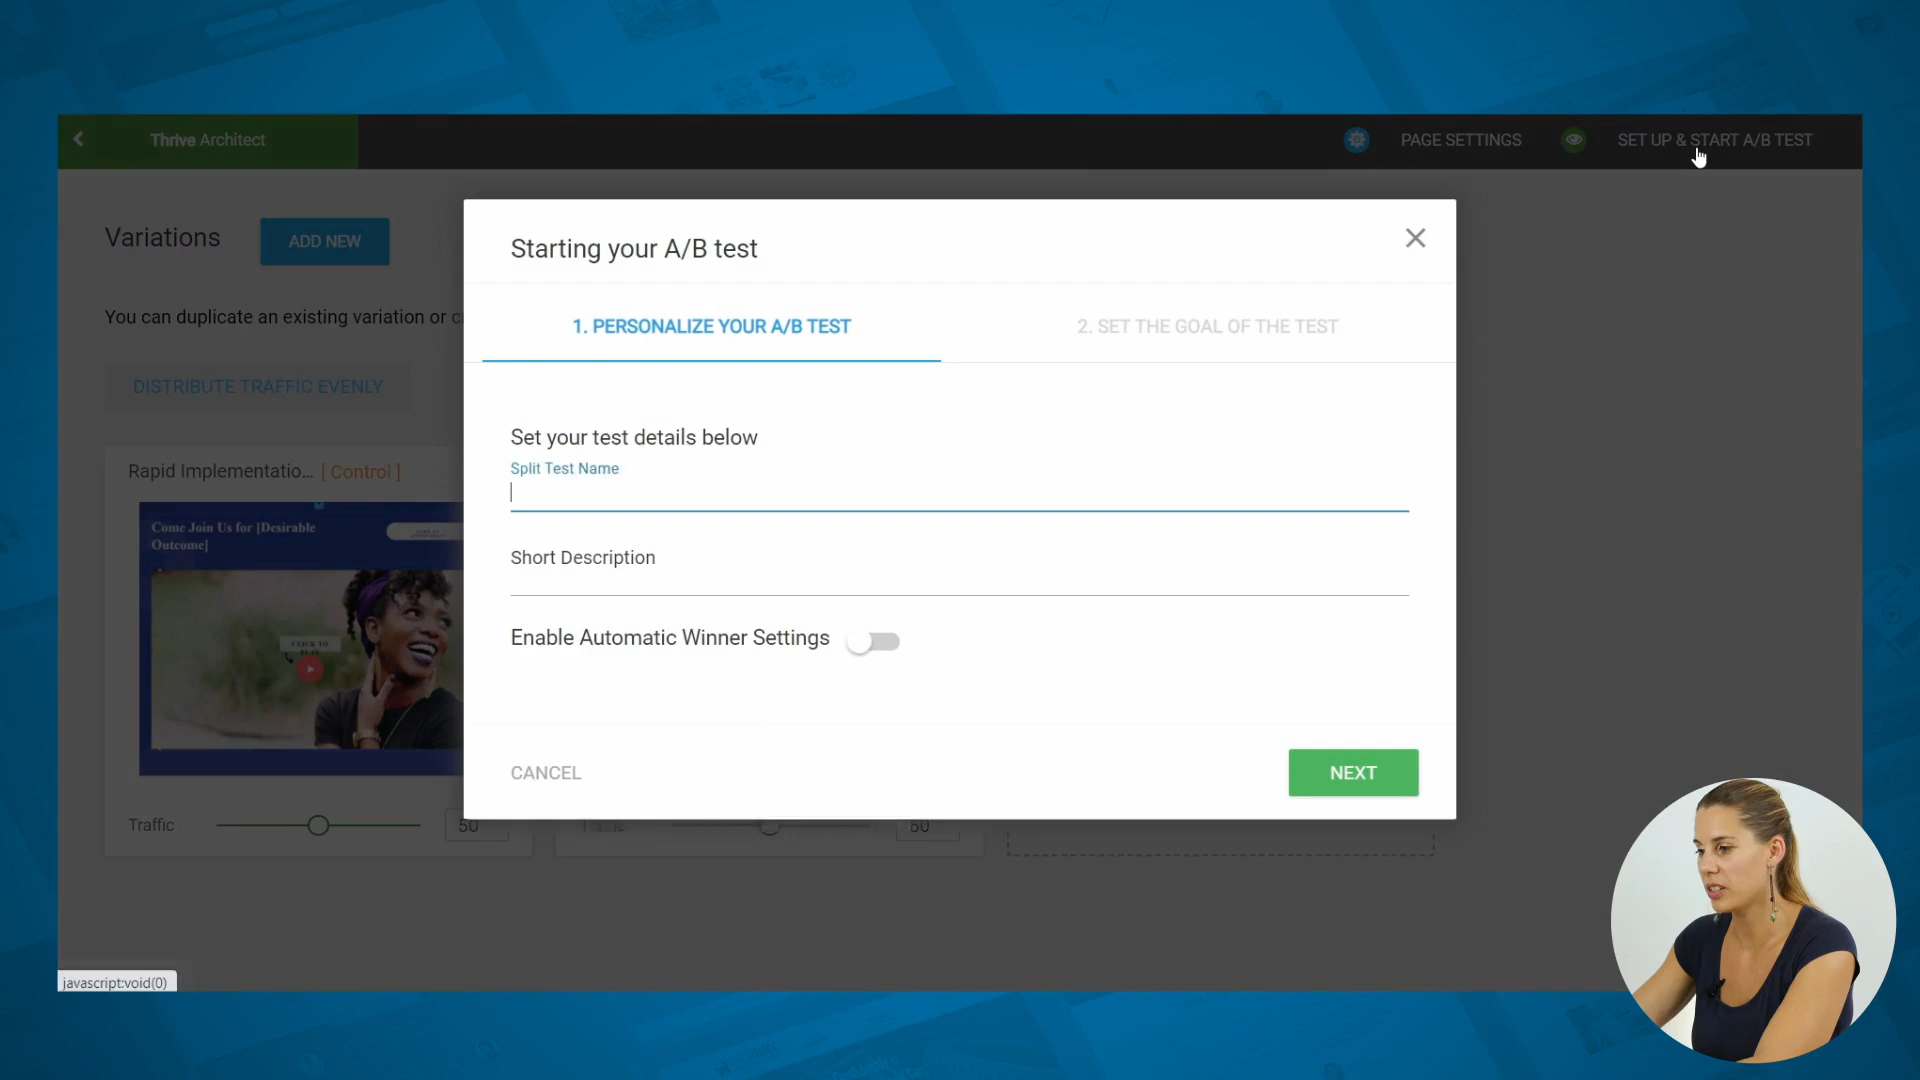 Thrive Architect
PAGE SETTINGS
SET UP & START A/B TEST
Variations
ADD NEW
You can duplicate an existing variation or c
DISTRIBUTE TRAFFIC EVENLY
Rapid Implementatio... [ Control ]
Come Join Us for [Desirable
Outcome]
CLICK TO
PLAY
Traffic
50
50
Starting your A/B test
1. PERSONALIZE YOUR A/B TEST
2. SET THE GOAL OF THE TEST
Set your test details below
Split Test Name
Short Description
Enable Automatic Winner Settings
CANCEL
NEXT
javascript:void(0)